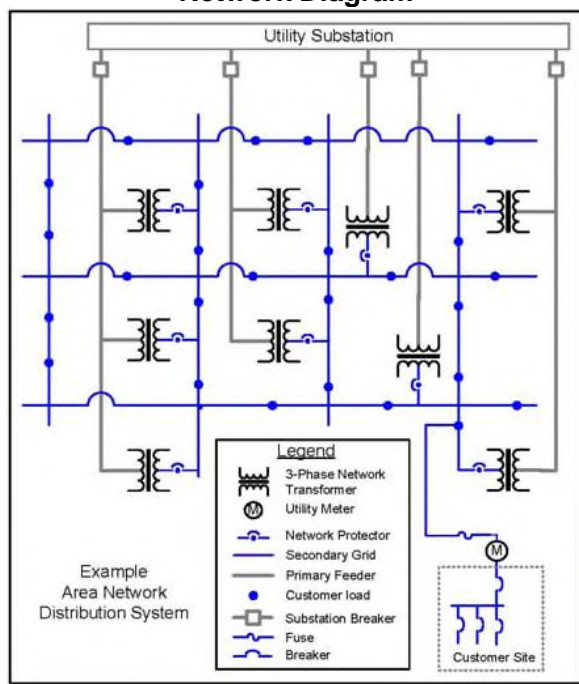 Network Diagram
Utility Substation
Legend
3-Phase Network
Transformer
M
Utility Meter
Network Protector
Secondary Grid
Primary Feeder
Customer load
Substation Breaker
Fuse
Breaker
Example
Area Network
Distribution System
M
Customer Site